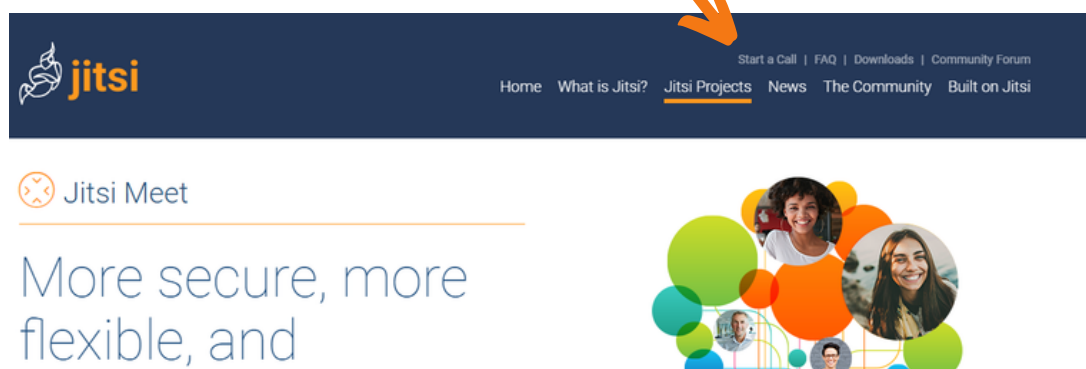 jitsi
Start a Call | FAQ | Downloads | Community Forum
Home What is Jitsi? Jitsi Projects News The Community Built on Jitsi
Jitsi Meet
More secure, more
flexible, and